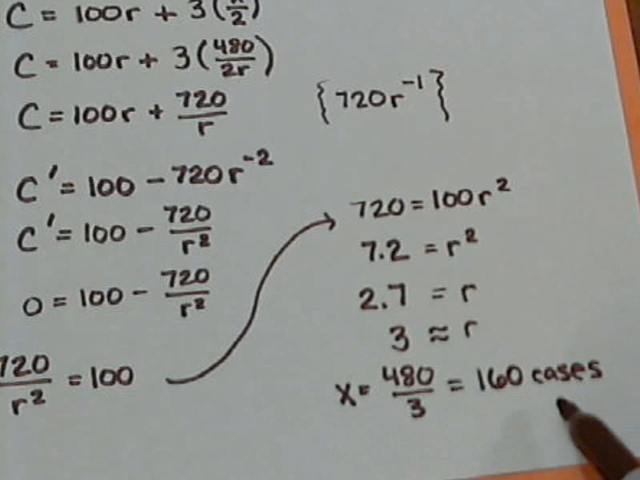 C = 100r + 3(x/2)
C = 100r + 3(480/2r)
C = 100r + 720/r
{720r⁻¹}
C' = 100 - 720r⁻²
C' = 100 - 720/r²
0 = 100 - 720/r²
720/r² = 100
720 = 100r²
7.2 = r²
2.7 = r
3 ≈ r
x = 480/3 = 160 cases